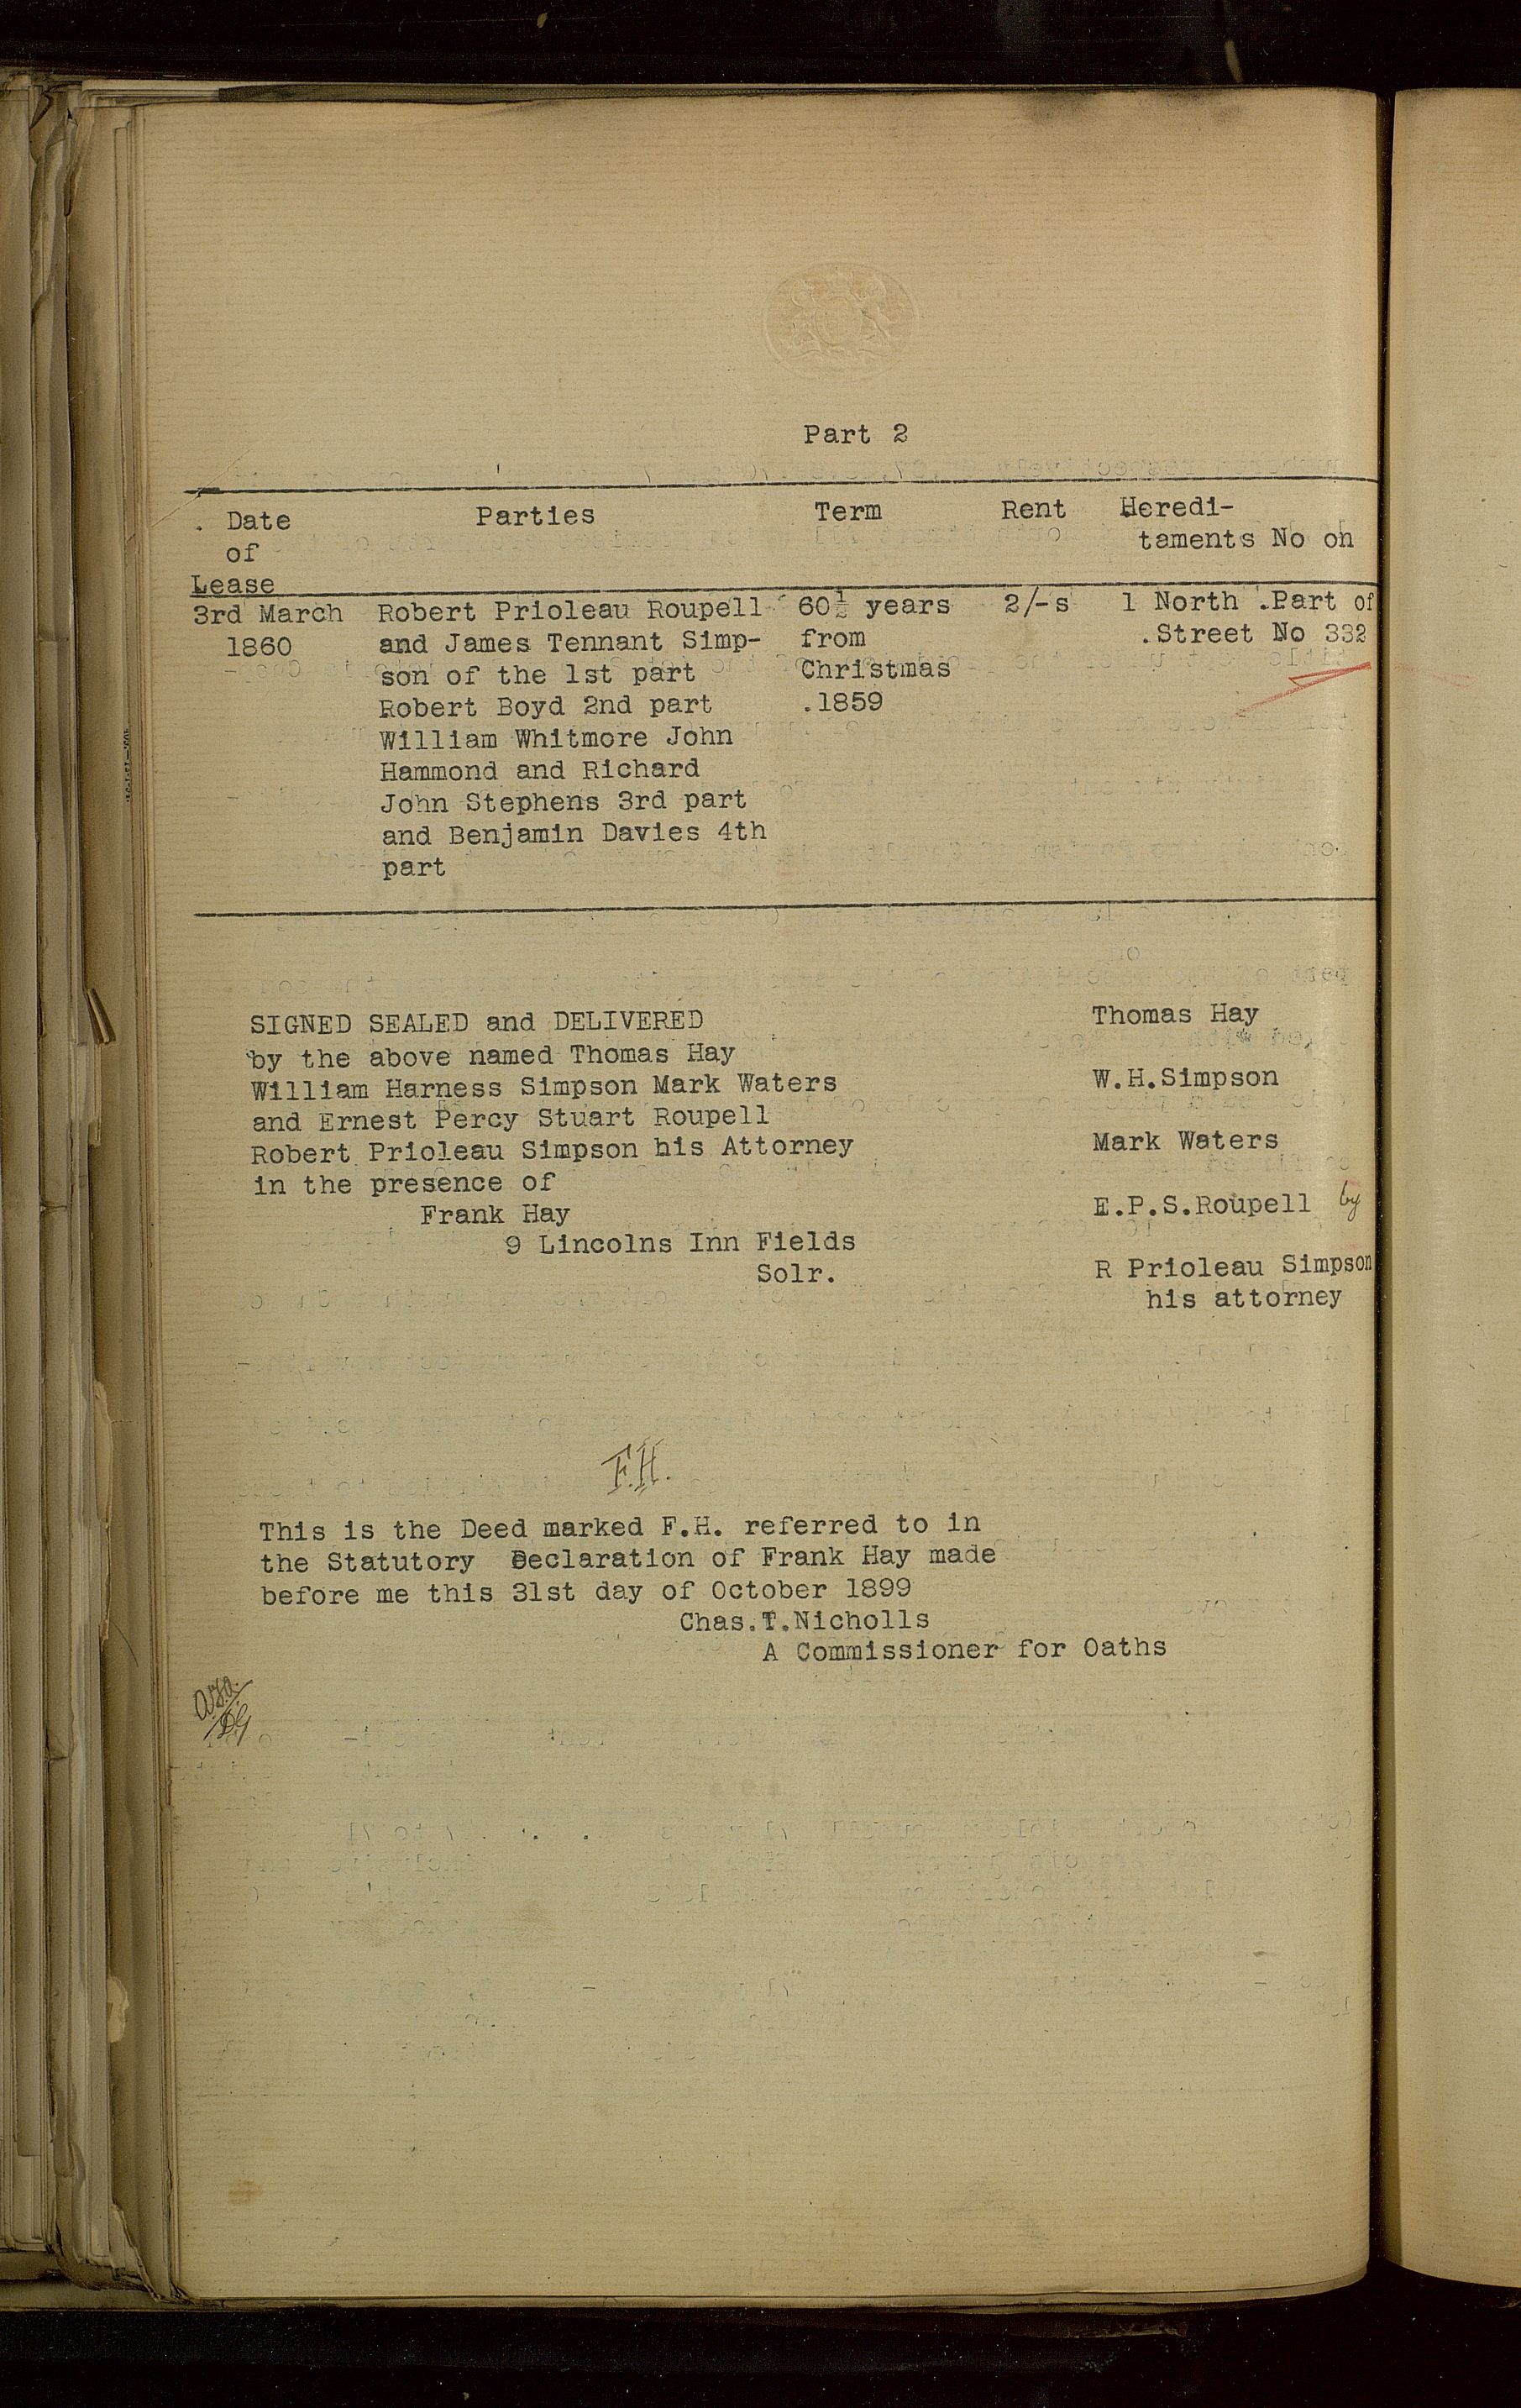 Part 2
. Date Parties Term Rent Heredi-
of taments No on
Lease
3rd March Robert Prioleau Roupell 60½ years 2/-s 1 North .Part of
1860 and James Tennant Simp- from .Street No 332
son of the 1st part Christmas
Robert Boyd 2nd part .1859
William Whitmore John
Hammond and Richard
John Stephens 3rd part
and Benjamin Davies 4th
part
SIGNED SEALED and DELIVERED
by the above named Thomas Hay
William Harness Simpson Mark Waters
and Ernest Percy Stuart Roupell
Robert Prioleau Simpson his Attorney
in the presence of
Frank Hay
9 Lincolns Inn Fields
Solr.
Thomas Hay
W.H.Simpson
Mark Waters
E.P.S.Roupell by
R Prioleau Simpson
his attorney
F.H.
This is the Deed marked F.H. referred to in
the Statutory Declaration of Frank Hay made
before me this 31st day of October 1899
Chas.T.Nicholls
A Commissioner for Oaths